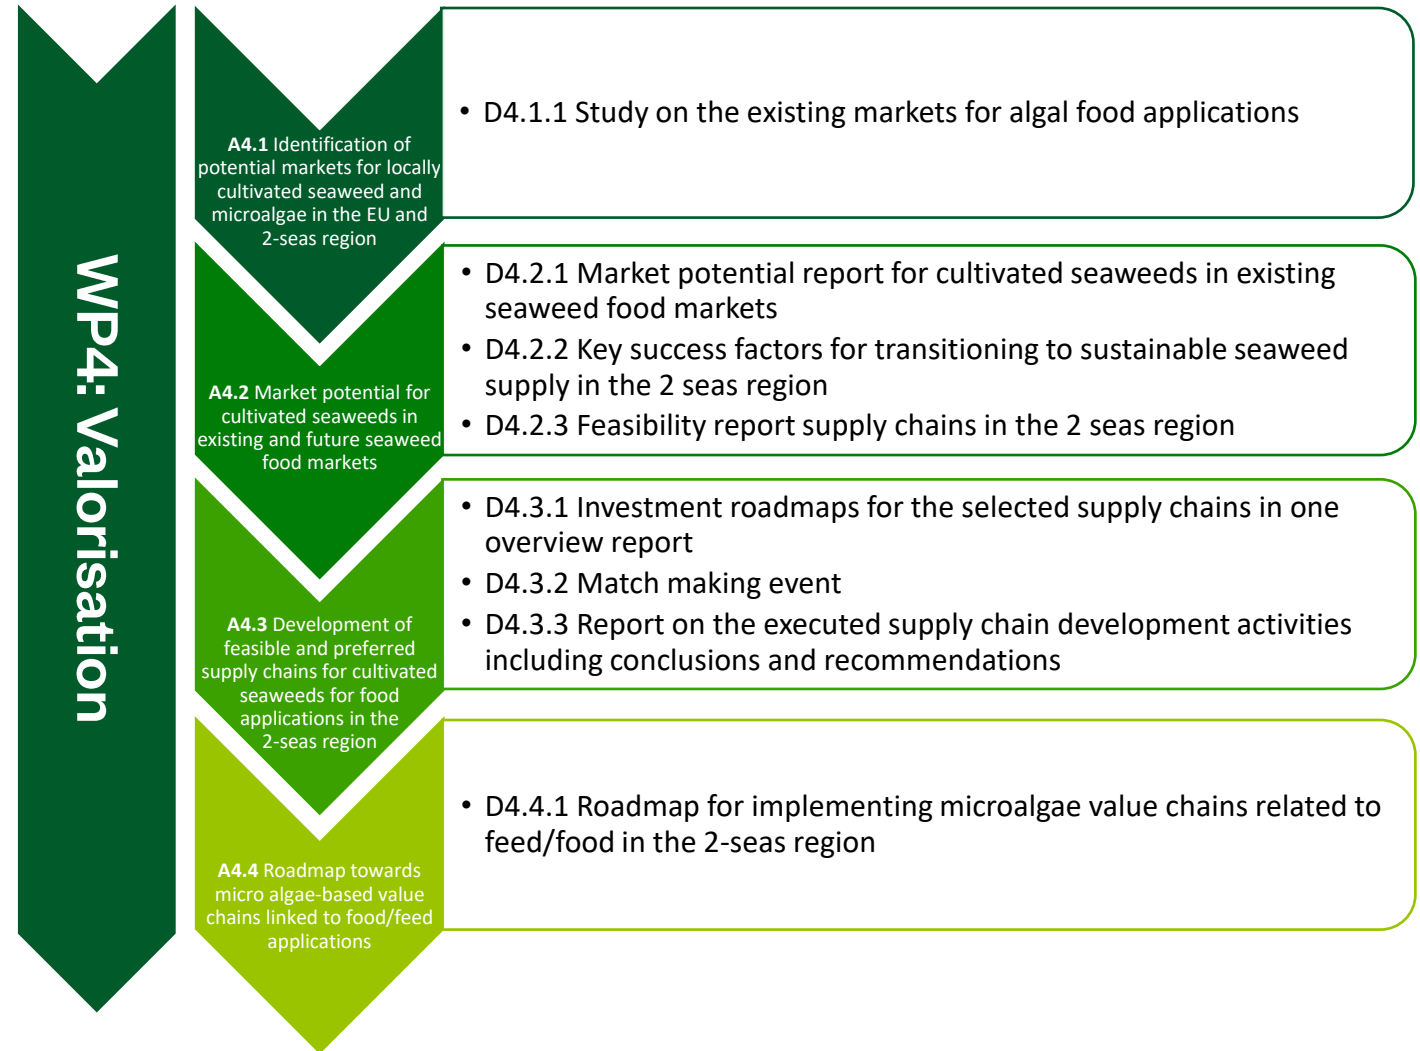 WP4: Valorisation
A4.1 Identification of
potential markets for locally
cultivated seaweed and
microalgae in the EU and
2-seas region
• D4.1.1 Study on the existing markets for algal food applications
A4.2 Market potential for
cultivated seaweeds in
existing and future seaweed
food markets
• D4.2.1 Market potential report for cultivated seaweeds in existing
seaweed food markets
• D4.2.2 Key success factors for transitioning to sustainable seaweed
supply in the 2 seas region
• D4.2.3 Feasibility report supply chains in the 2 seas region
A4.3 Development of
feasible and preferred
supply chains for cultivated
seaweeds for food
applications in the
2-seas region
• D4.3.1 Investment roadmaps for the selected supply chains in one
overview report
• D4.3.2 Match making event
• D4.3.3 Report on the executed supply chain development activities
including conclusions and recommendations
A4.4 Roadmap towards
micro algae-based value
chains linked to food/feed
applications
• D4.4.1 Roadmap for implementing microalgae value chains related to
feed/food in the 2-seas region